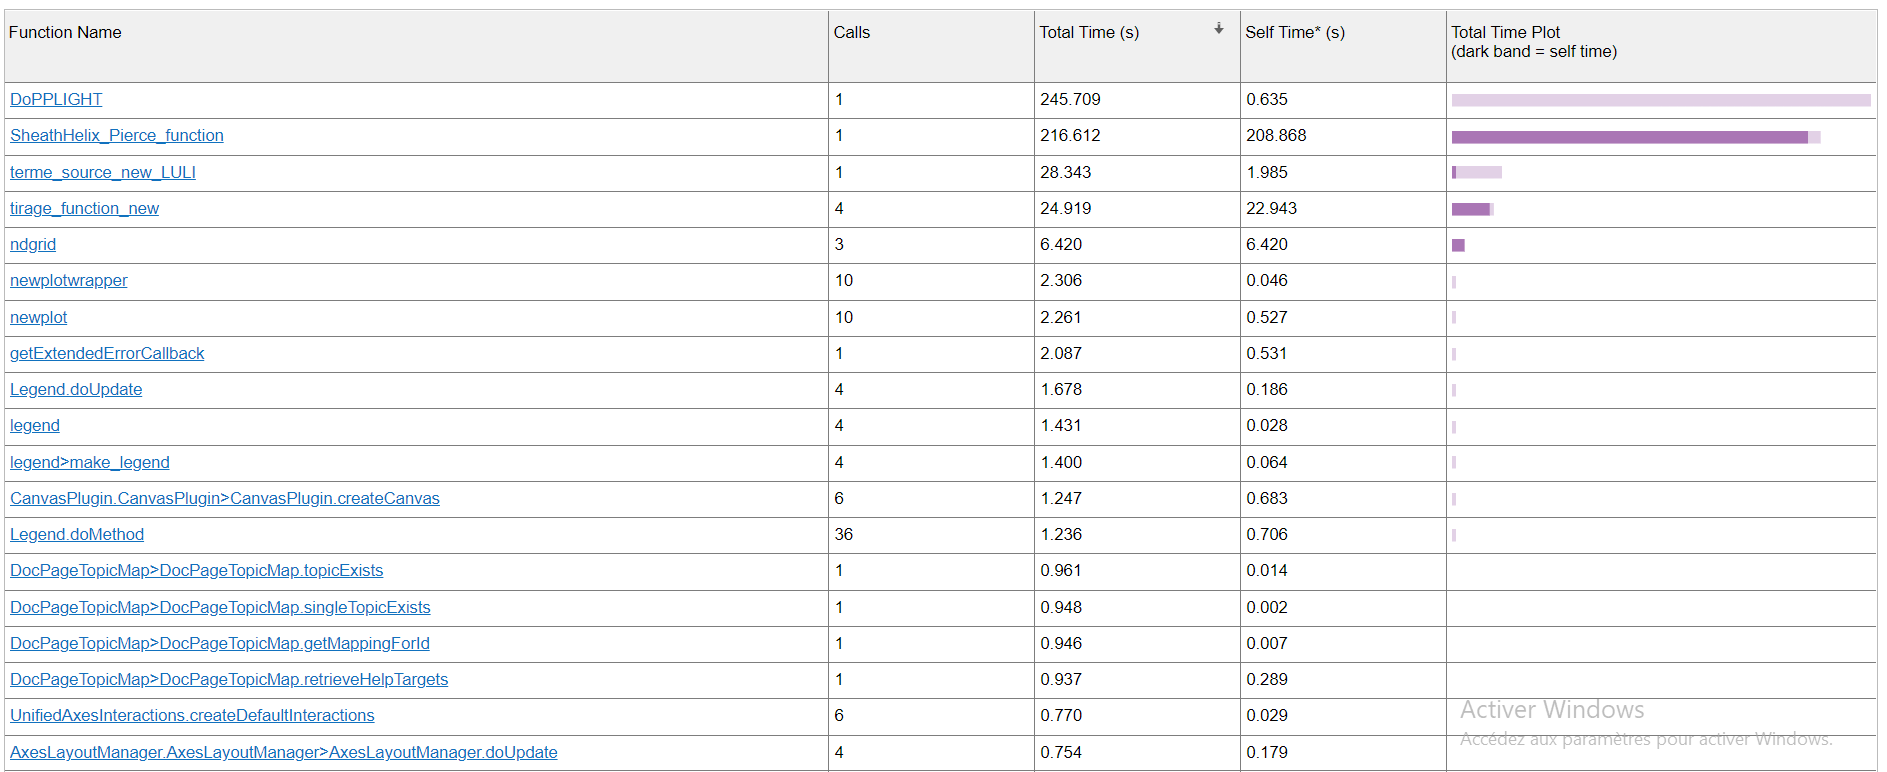 Function Name Calls Total Time (s) Self Time* (s) Total Time Plot
(dark band = self time)
DoPPLIGHT 1 245.709 0.635
SheathHelix_Pierce_function 1 216.612 208.868
terme_source_new_LULI 1 28.343 1.985
tirage_function_new 4 24.919 22.943
ndgrid 3 6.420 6.420
newplotwrapper 10 2.306 0.046
newplot 10 2.261 0.527
getExtendedErrorCallback 1 2.087 0.531
Legend.doUpdate 4 1.678 0.186
legend 4 1.431 0.028
legend>make_legend 4 1.400 0.064
CanvasPlugin.CanvasPlugin>CanvasPlugin.createCanvas 6 1.247 0.683
Legend.doMethod 36 1.236 0.706
DocPageTopicMap>DocPageTopicMap.topicExists 1 0.961 0.014
DocPageTopicMap>DocPageTopicMap.singleTopicExists 1 0.948 0.002
DocPageTopicMap>DocPageTopicMap.getMappingForId 1 0.946 0.007
DocPageTopicMap>DocPageTopicMap.retrieveHelpTargets 1 0.937 0.289
UnifiedAxesInteractions.createDefaultInteractions 6 0.770 0.029
Activer Windows
AxesLayoutManager.AxesLayoutManager>AxesLayoutManager.doUpdate 4 0.754 0.179
Accédez aux paramètres pour activer Windows.